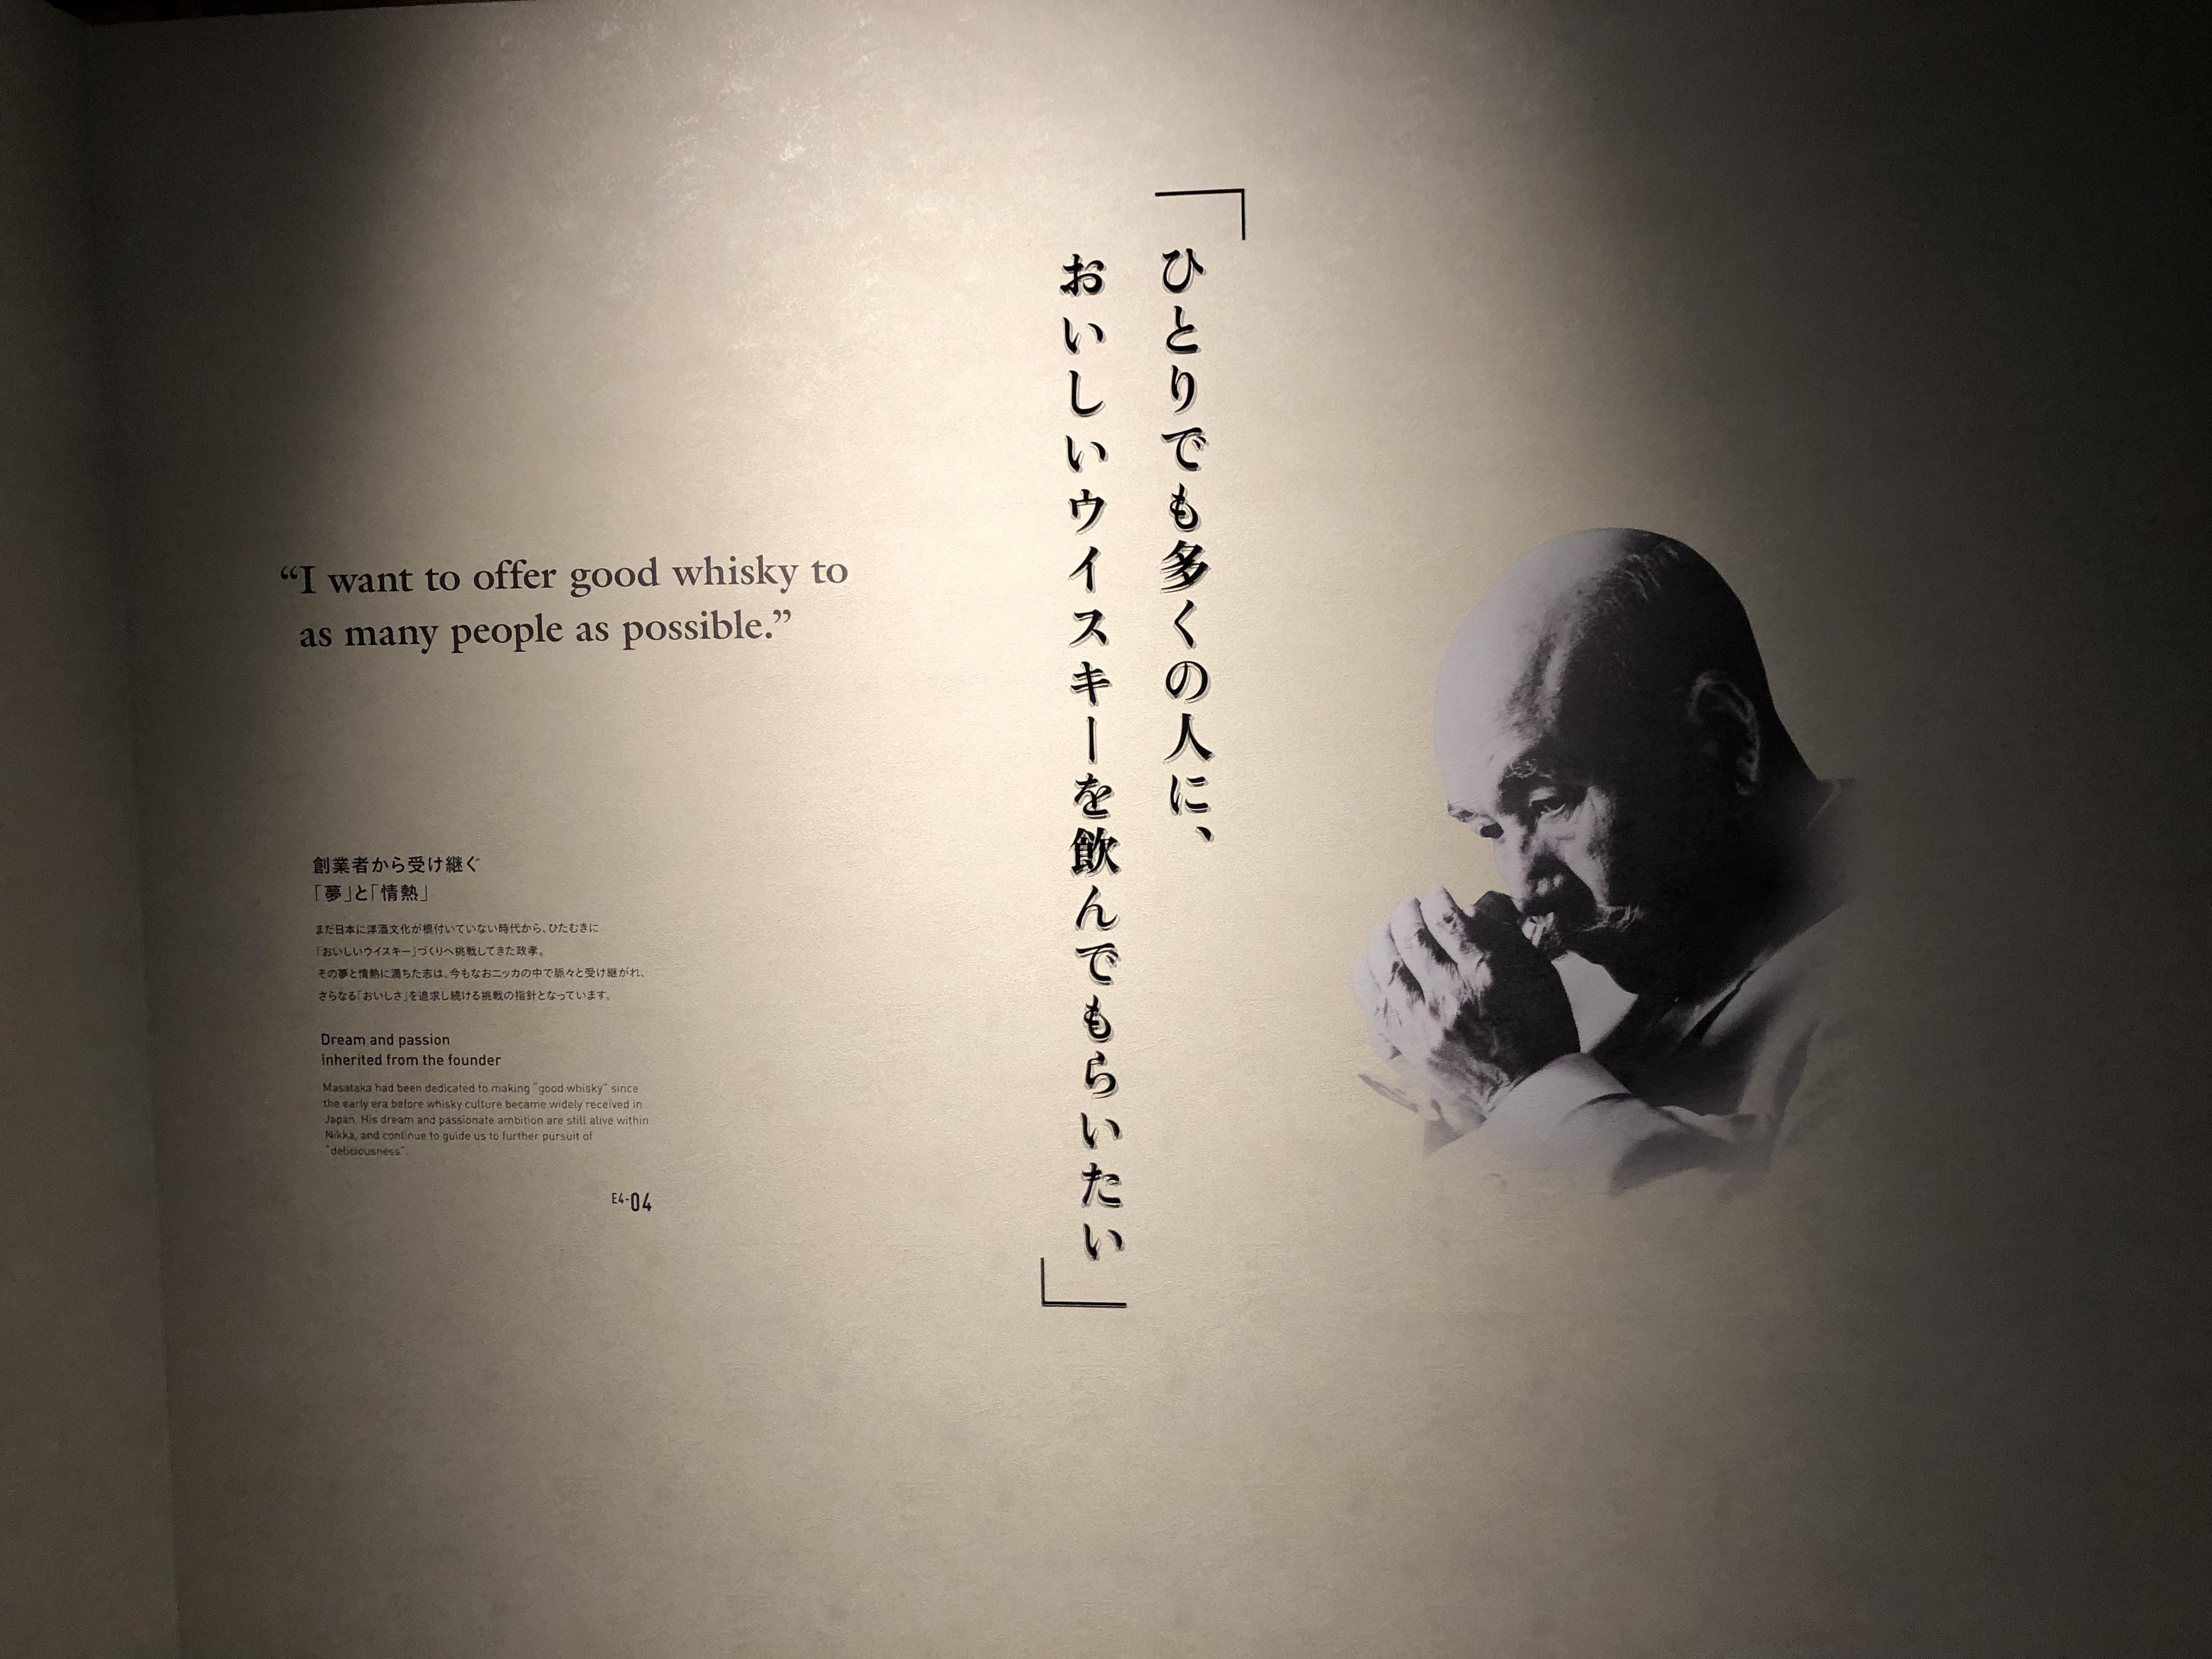 「ひとりでも多くの人に、
おいしいウイスキーを飲んでもらいたい」
“I want to offer good whisky to
as many people as possible.”
創業者から受け継ぐ
「夢」と「情熱」
まだ日本に洋酒文化が根付いていない時代から、ひたむきに
「おいしいウイスキー」づくりへ挑戦してきた政孝。
その夢と情熱に満ちた志は、今もなおニッカの中で脈々と受け継がれ、
さらなる「おいしさ」を追求し続ける挑戦の指針となっています。
Dream and passion
inherited from the founder
Masataka had been dedicated to making “good whisky” since
the early era before whisky culture became widely received in
Japan. His dream and passionate ambition are still alive within
Nikka, and continue to guide us to further pursuit of
“deliciousness”.
E4-04